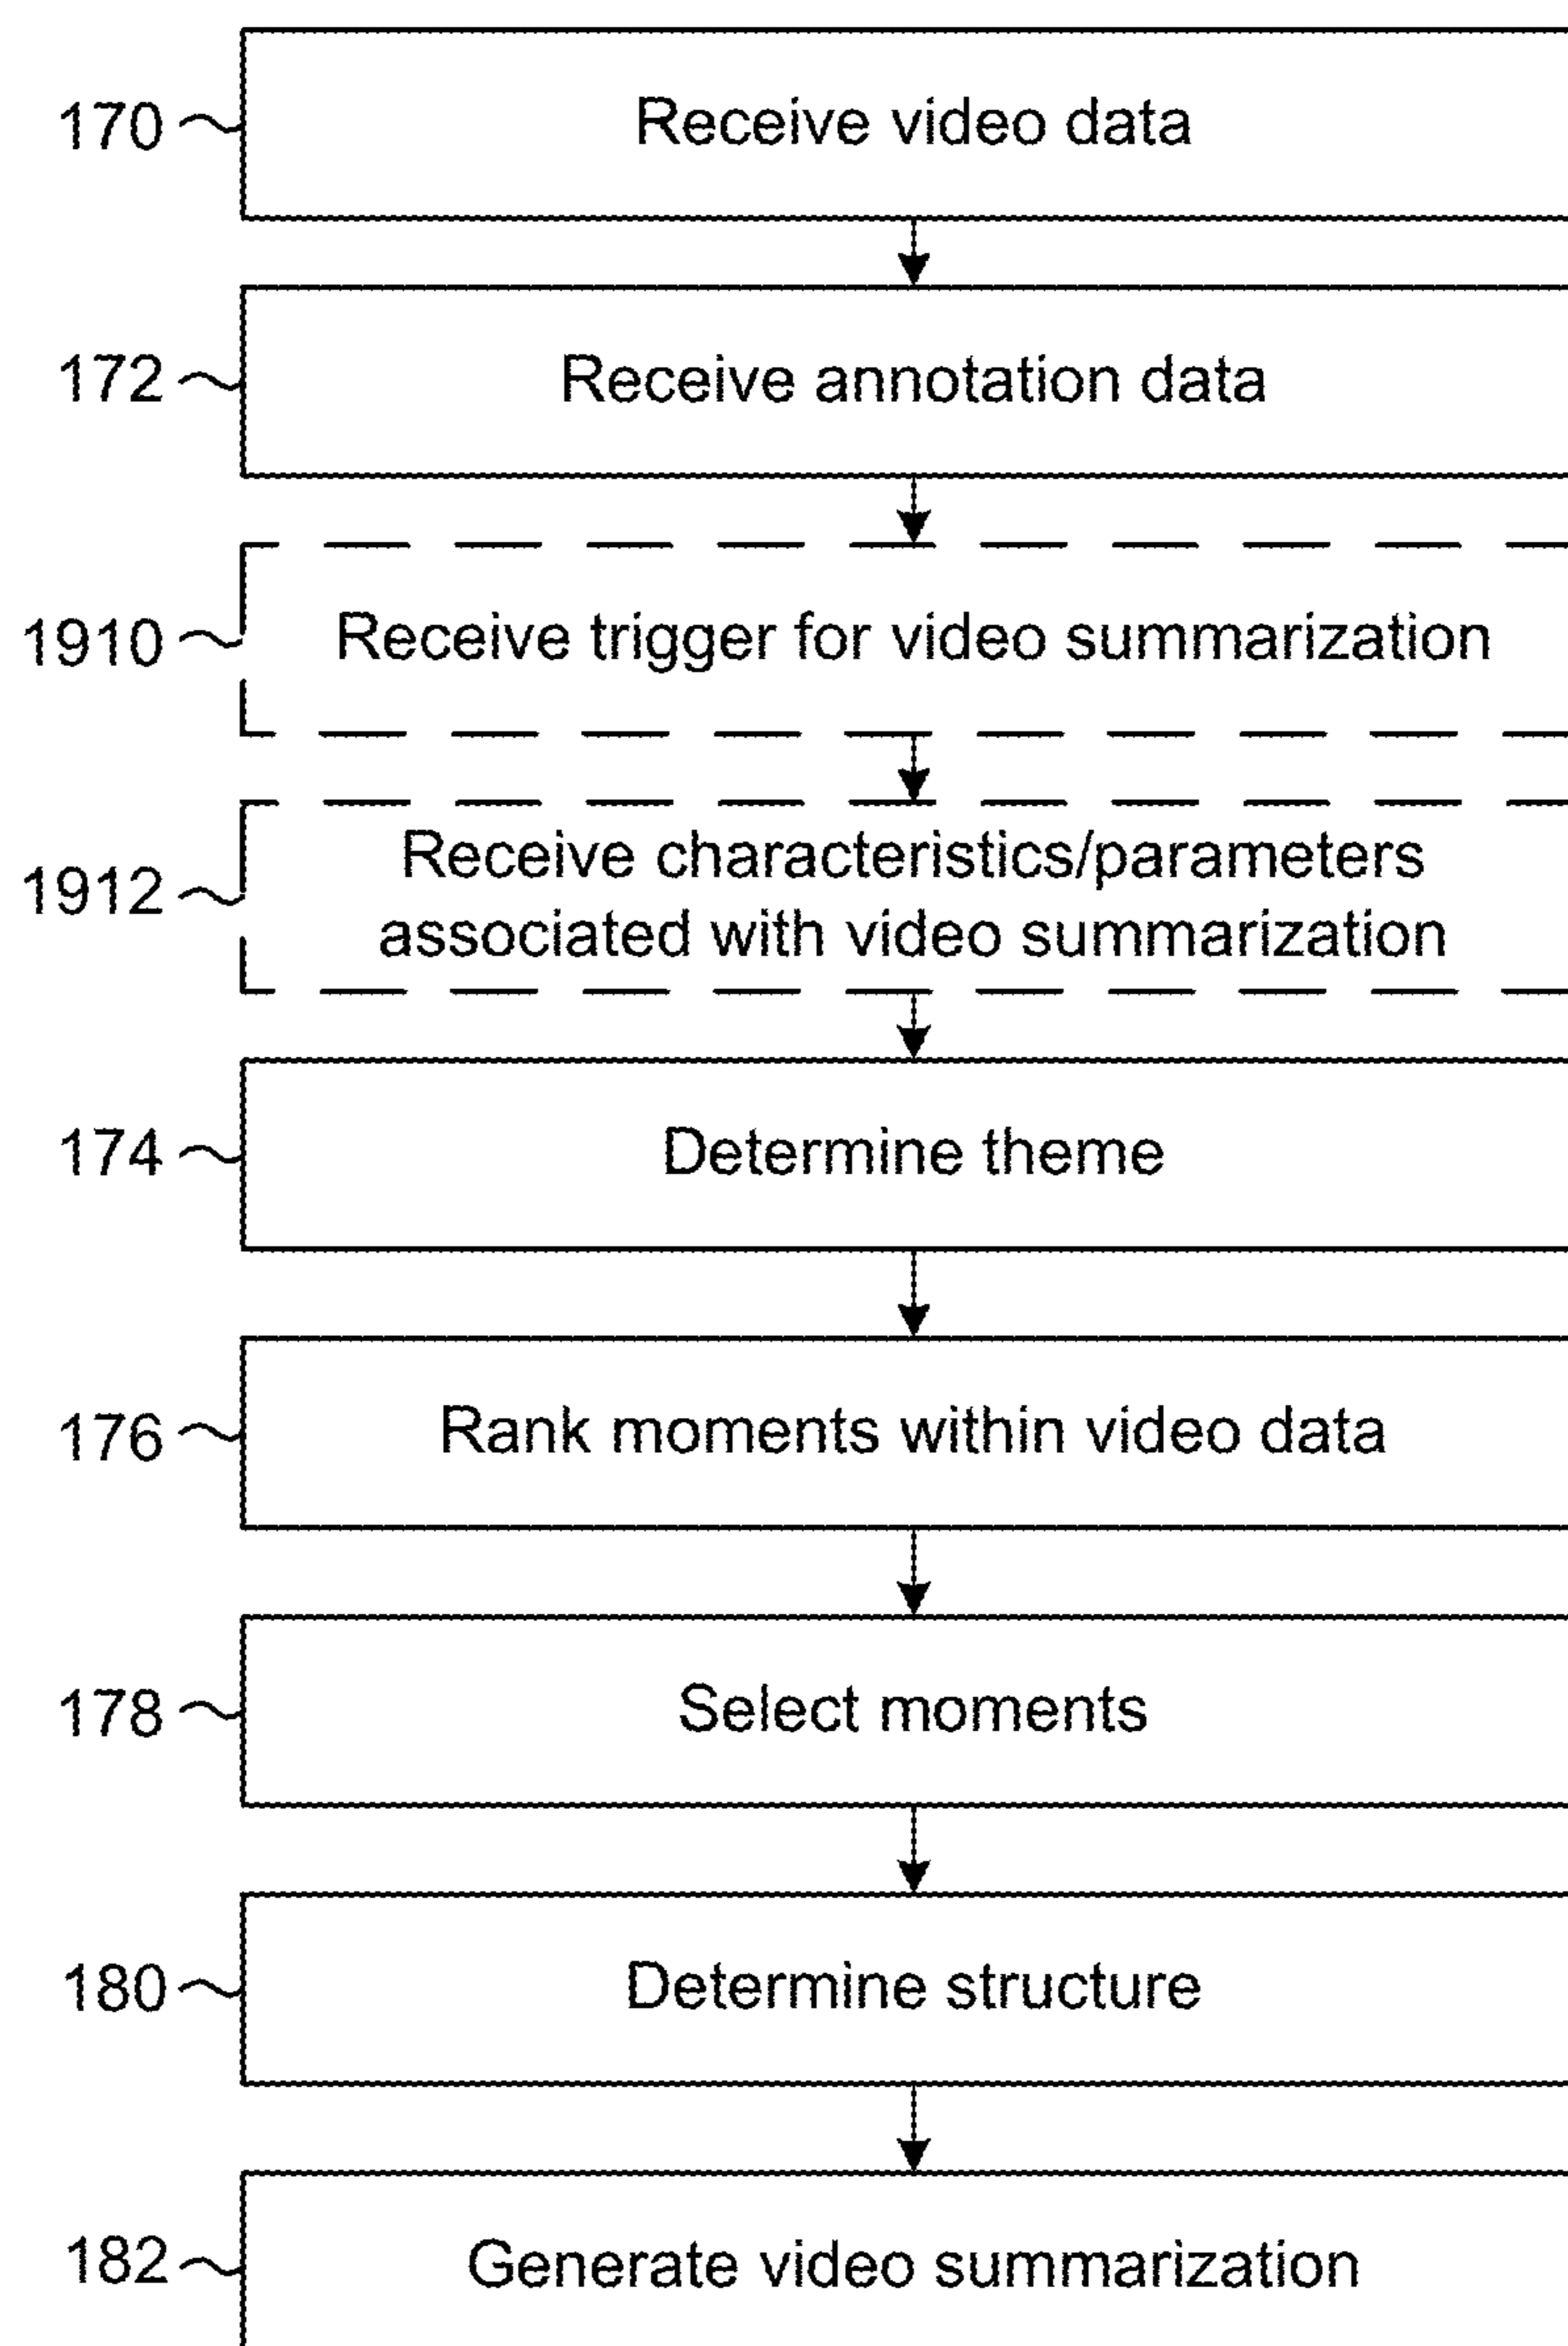 170
Receive video data
172
Receive annotation data
1910
Receive trigger for video summarization
1912
Receive characteristics/parameters
associated with video summarization
174
Determine theme
176
Rank moments within video data
178
Select moments
180
Determine structure
182
Generate video summarization